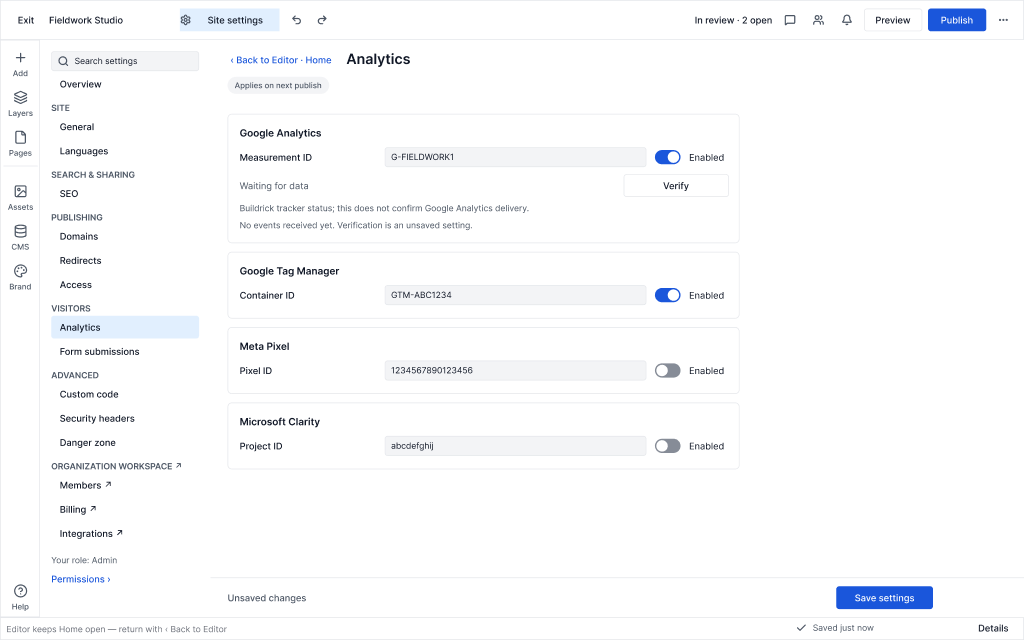 Exit Fieldwork Studio Site settings In review · 2 open Preview Publish
Add
Layers
Pages
Assets
CMS
Brand
Help
Search settings
Overview
SITE
General
Languages
SEARCH & SHARING
SEO
PUBLISHING
Domains
Redirects
Access
VISITORS
Analytics
Form submissions
ADVANCED
Custom code
Security headers
Danger zone
ORGANIZATION WORKSPACE ↗
Members ↗
Billing ↗
Integrations ↗
Your role: Admin
Permissions ›
‹ Back to Editor · Home Analytics
Applies on next publish
Google Analytics
Measurement ID G-FIELDWORK1 Enabled
Waiting for data Verify
Buildrick tracker status; this does not confirm Google Analytics delivery.
No events received yet. Verification is an unsaved setting.
Google Tag Manager
Container ID GTM-ABC1234 Enabled
Meta Pixel
Pixel ID 1234567890123456 Enabled
Microsoft Clarity
Project ID abcdefghij Enabled
Unsaved changes Save settings
Editor keeps Home open — return with ‹ Back to Editor Saved just now Details